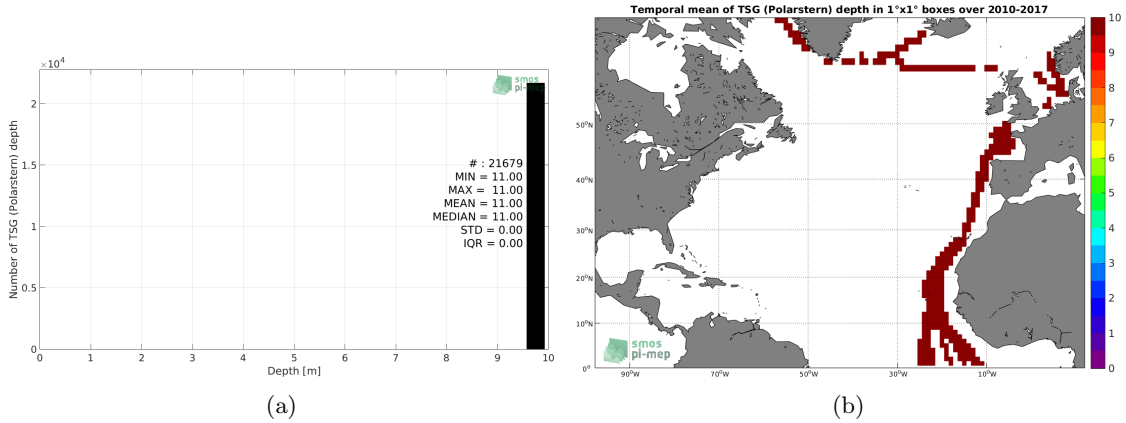 ×10⁴
2
1.5
1
0.5
0
0 1 2 3 4 5 6 7 8 9 10
Number of TSG (Polarstern) depth
Depth [m]
smos
pi-mep
# : 21679
MIN = 11.00
MAX = 11.00
MEAN = 11.00
MEDIAN = 11.00
STD = 0.00
IQR = 0.00
(a)
Temporal mean of TSG (Polarstern) depth in 1°x1° boxes over 2010-2017
50°N
40°N
30°N
20°N
10°N
0°
90°W 70°W 50°W 30°W 10°W
smos
pi-mep
10
9
8
7
6
5
4
3
2
1
0
(b)